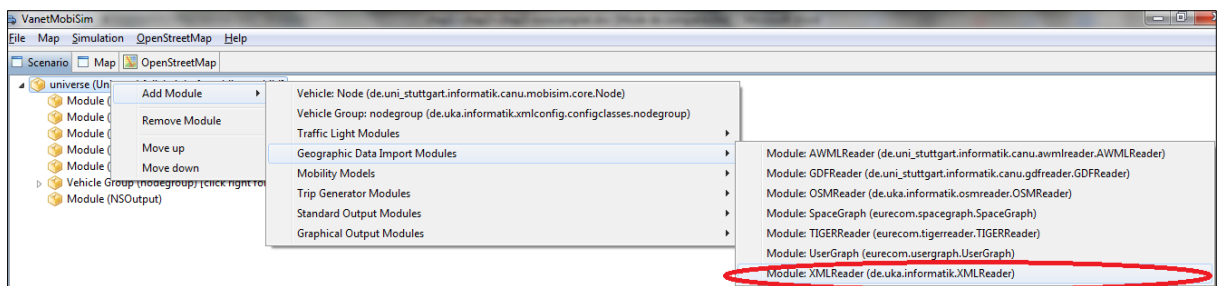 VanetMobiSim
File Map Simulation OpenStreetMap Help
Scenario Map OpenStreetMap
universe (Un
Module (
Module (
Module (
Module (
Module (
Vehicle Group (nodegroup) [click right fo
Module (NSOutput)
Add Module
Remove Module
Move up
Move down
Vehicle: Node (de.uni_stuttgart.informatik.canu.mobisim.core.Node)
Vehicle Group: nodegroup (de.uka.informatik.xmlconfig.configclasses.nodegroup)
Traffic Light Modules
Geographic Data Import Modules
Mobility Models
Trip Generator Modules
Standard Output Modules
Graphical Output Modules
Module: AWMLReader (de.uni_stuttgart.informatik.canu.awmlreader.AWMLReader)
Module: GDFReader (de.uni_stuttgart.informatik.canu.gdfreader.GDFReader)
Module: OSMReader (de.uka.informatik.osmreader.OSMReader)
Module: SpaceGraph (eurecom.spacegraph.SpaceGraph)
Module: TIGERReader (eurecom.tigerreader.TIGERReader)
Module: UserGraph (eurecom.usergraph.UserGraph)
Module: XMLReader (de.uka.informatik.XMLReader)